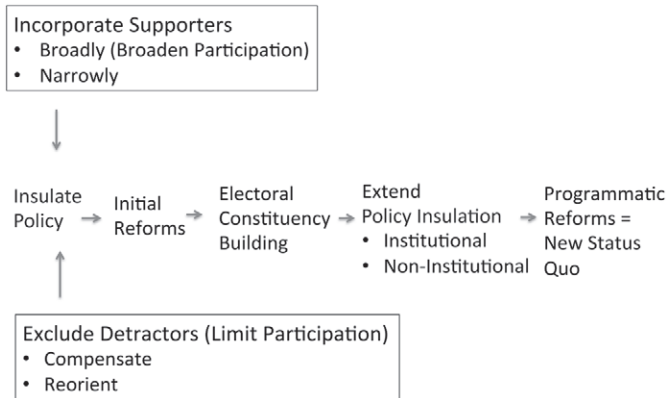 Incorporate Supporters
• Broadly (Broaden Participation)
• Narrowly
Insulate
Policy
Initial
Reforms
Electoral
Constituency
Building
Extend
Policy Insulation
• Institutional
• Non-Institutional
Programmatic
Reforms =
New Status
Quo
Exclude Detractors (Limit Participation)
• Compensate
• Reorient